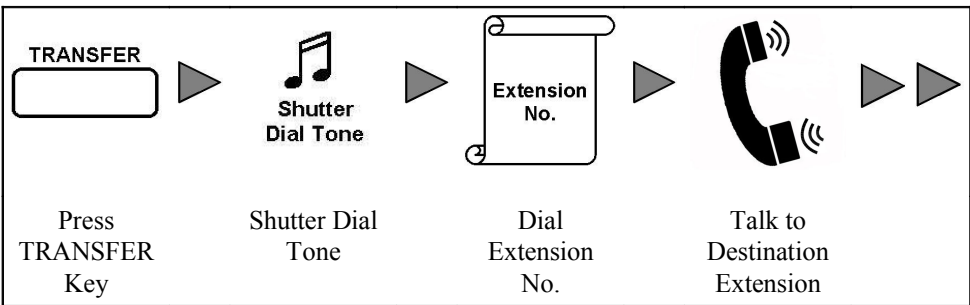 TRANSFER
Shutter
Dial Tone
Extension
No.
Press
TRANSFER
Key
Shutter Dial
Tone
Dial
Extension
No.
Talk to
Destination
Extension